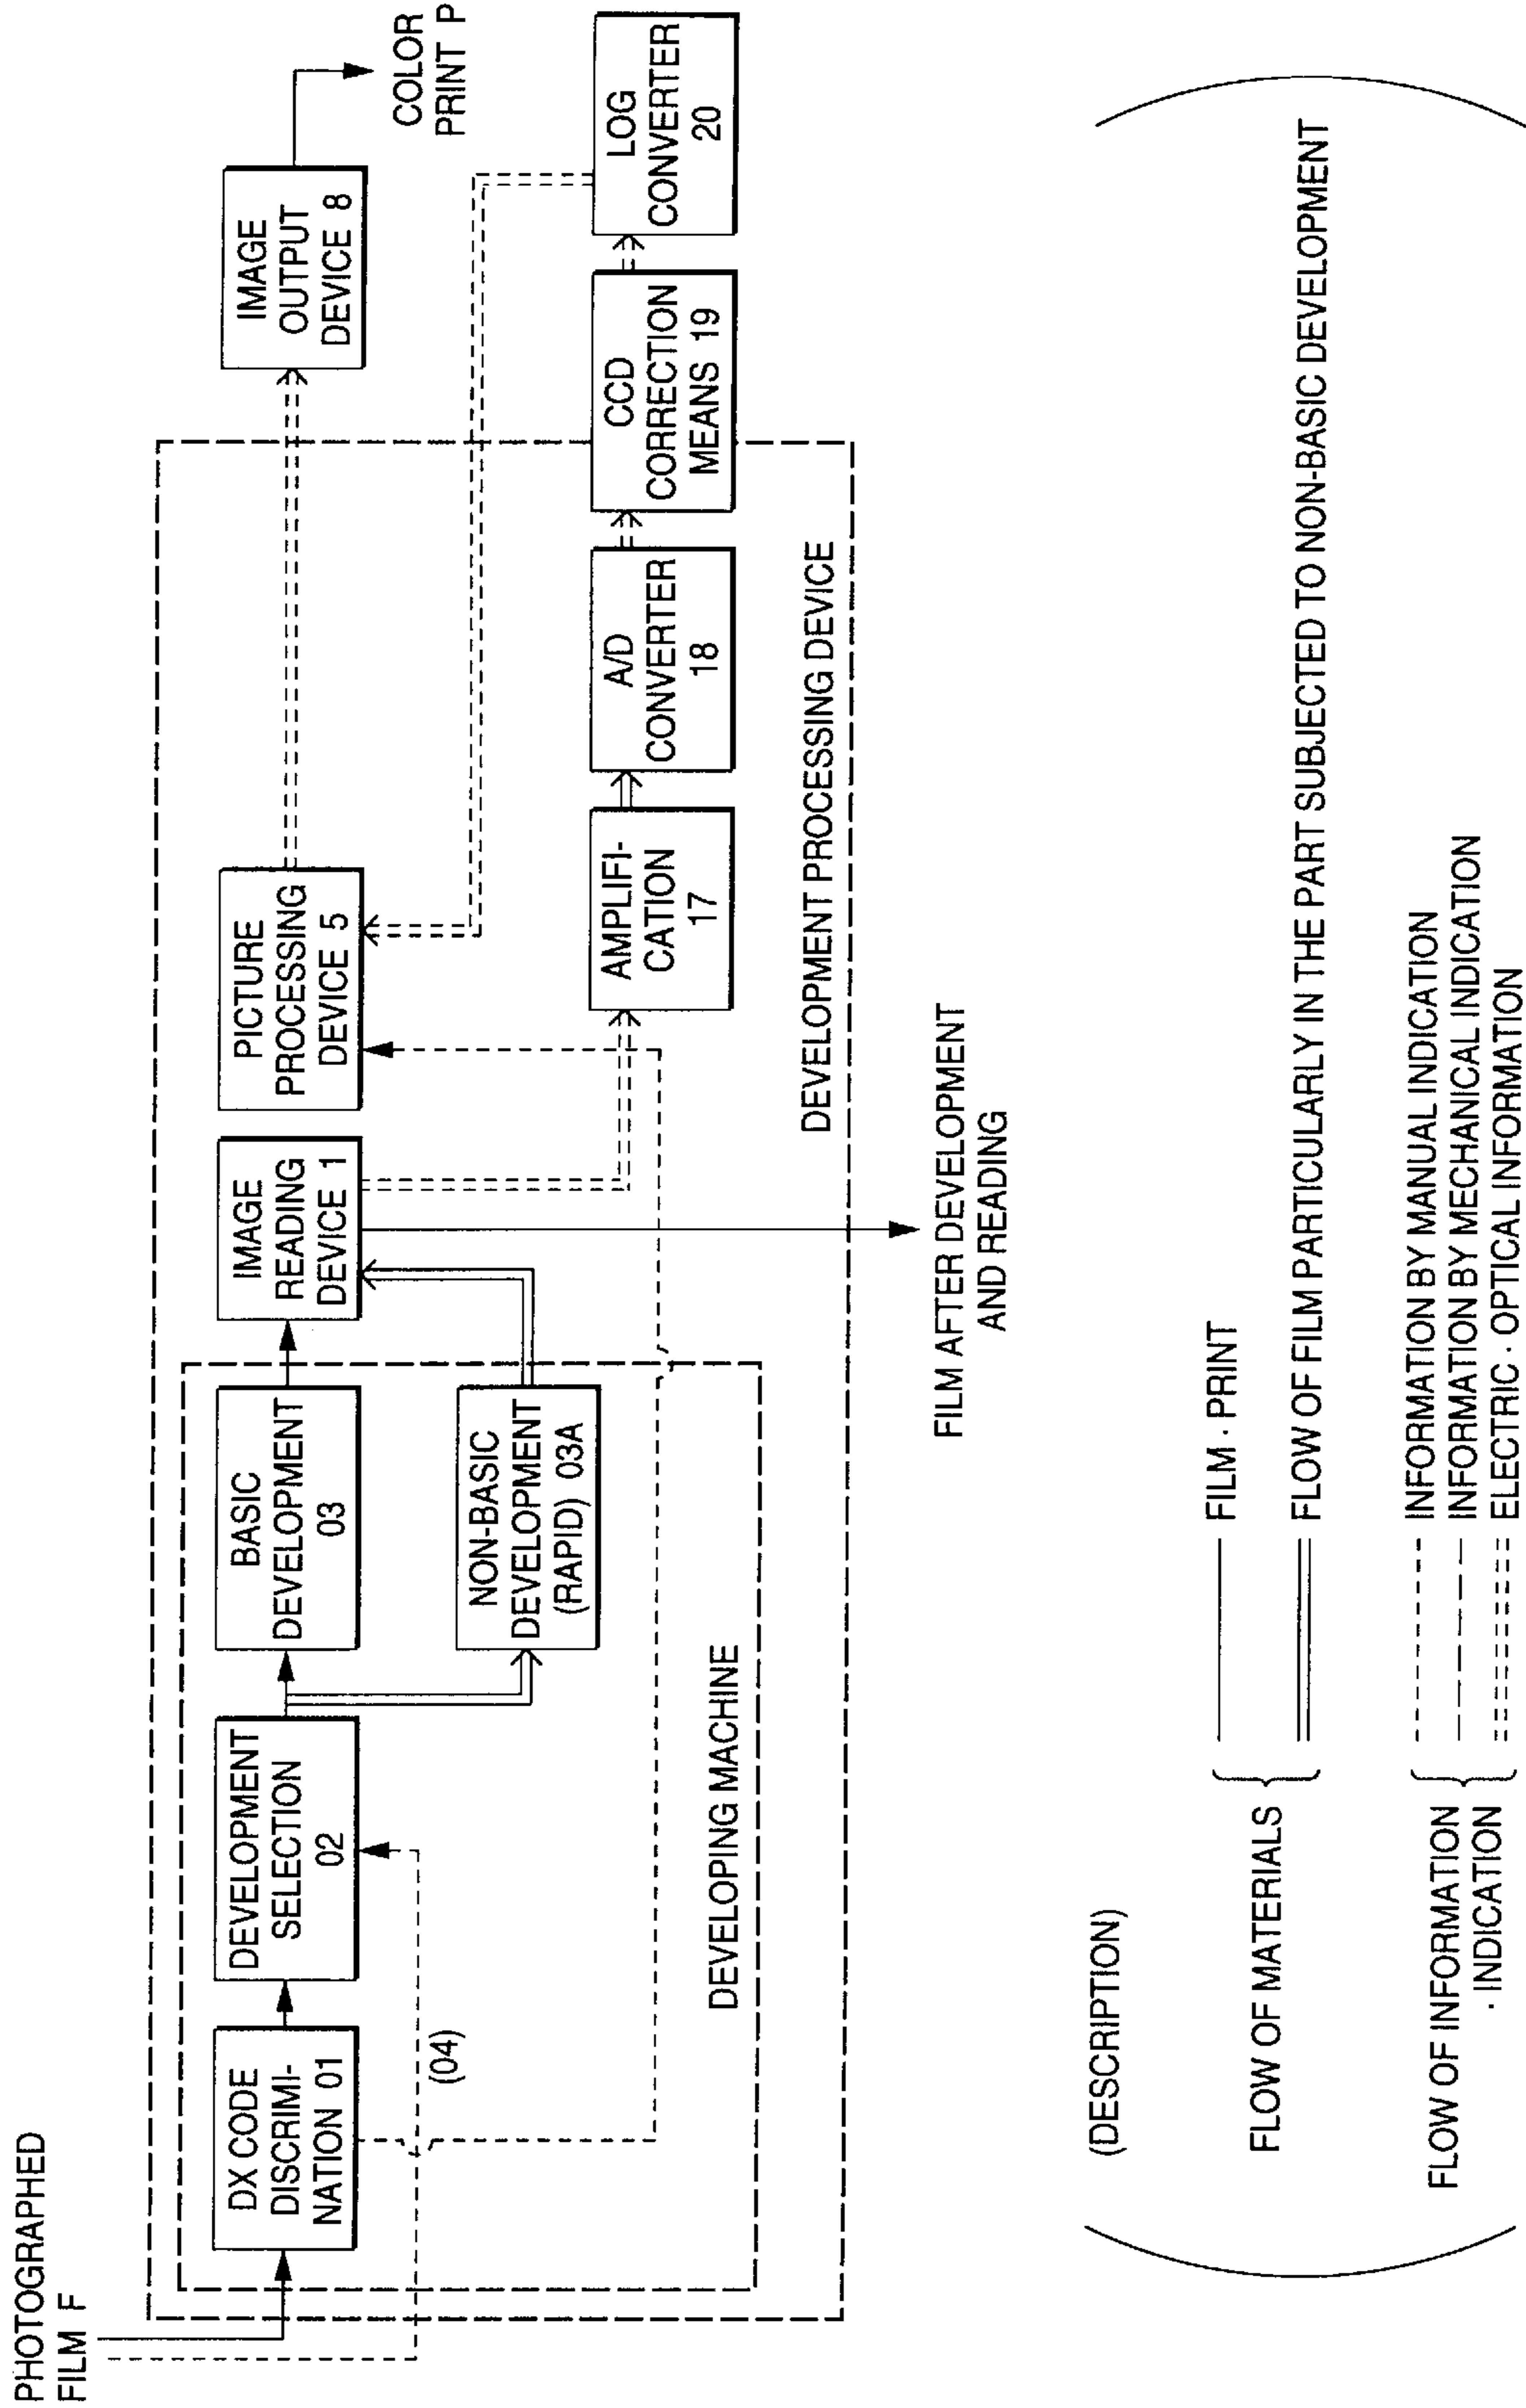 PHOTOGRAPHED
FILM F
DX CODE
DISCRIMI-
NATION 01
(04)
DEVELOPMENT
SELECTION
02
BASIC
DEVELOPMENT
03
NON-BASIC
DEVELOPMENT
(RAPID) 03A
DEVELOPING MACHINE
IMAGE
READING
DEVICE 1
PICTURE
PROCESSING
DEVICE 5
IMAGE
OUTPUT
DEVICE 8
COLOR
PRINT P
AMPLIFI-
CATION
17
A/D
CONVERTER
18
CCD
CORRECTION
MEANS 19
LOG
CONVERTER
20
DEVELOPMENT PROCESSING DEVICE
FILM AFTER DEVELOPMENT
AND READING
(DESCRIPTION)
FLOW OF MATERIALS
FILM · PRINT
FLOW OF FILM PARTICULARLY IN THE PART SUBJECTED TO NON-BASIC DEVELOPMENT
FLOW OF INFORMATION
· INDICATION
INFORMATION BY MANUAL INDICATION
INFORMATION BY MECHANICAL INDICATION
ELECTRIC · OPTICAL INFORMATION